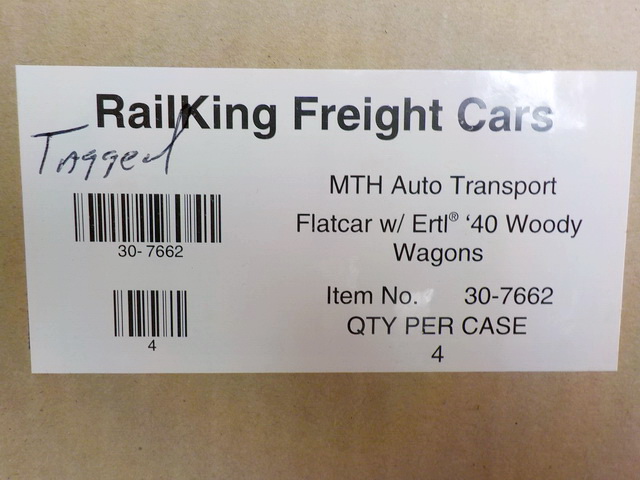 RailKing Freight Cars
Tagged
MTH Auto Transport
Flatcar w/ Ertl® ‘40 Woody
Wagons
30-7662
Item No. 30-7662
QTY PER CASE
4
4